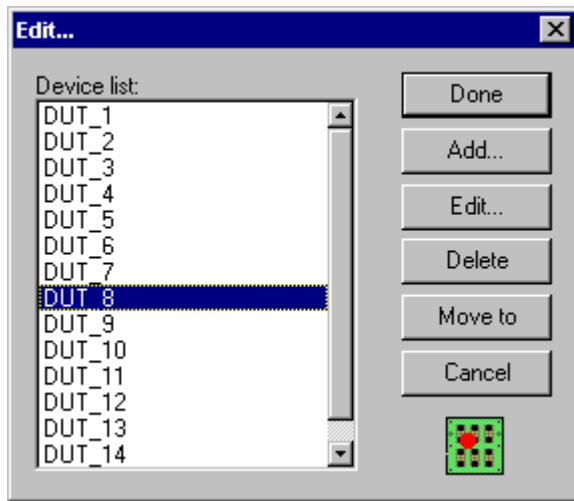 Edit...
Device list:
DUT_1
DUT_2
DUT_3
DUT_4
DUT_5
DUT_6
DUT_7
DUT_8
DUT_9
DUT_10
DUT_11
DUT_12
DUT_13
DUT_14
Done
Add...
Edit...
Delete
Move to
Cancel